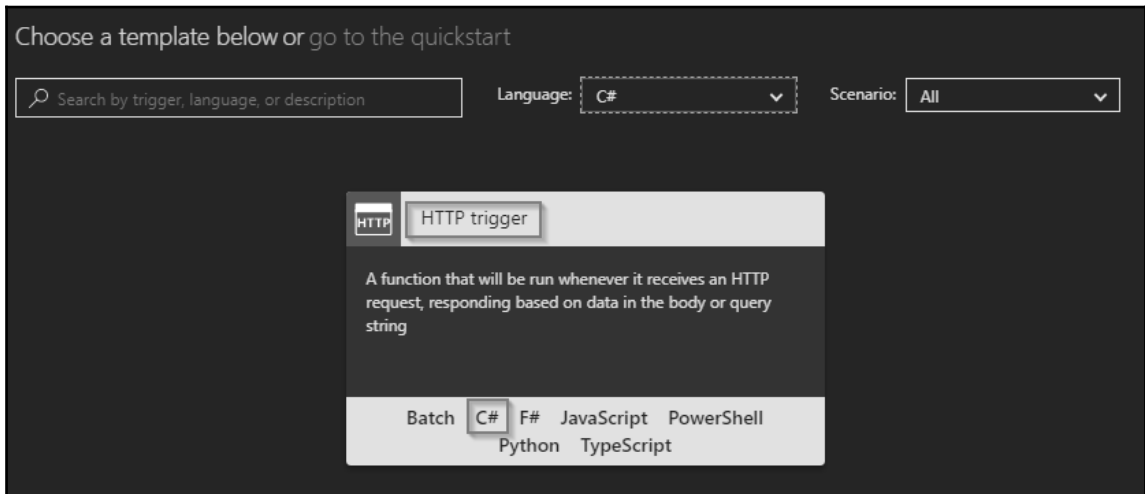 Choose a template below or go to the quickstart
Search by trigger, language, or description
Language: C#
Scenario: All
HTTP
HTTP trigger
A function that will be run whenever it receives an HTTP
request, responding based on data in the body or query
string
Batch C# F# JavaScript PowerShell
Python TypeScript